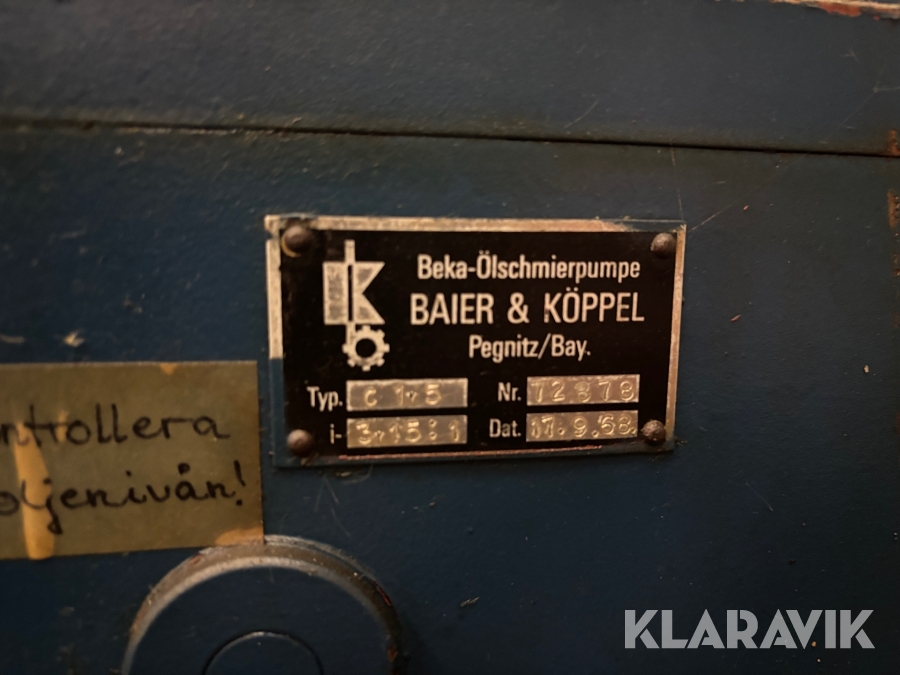 Beka-Ölschmierpumpe
BAIER & KÖPPEL
Pegnitz/Bay.
Typ. C 1,5 Nr.
i- 3,15:1 Dat. 17.9.68.
ntrollera
oljenivån!
KLARAVIK